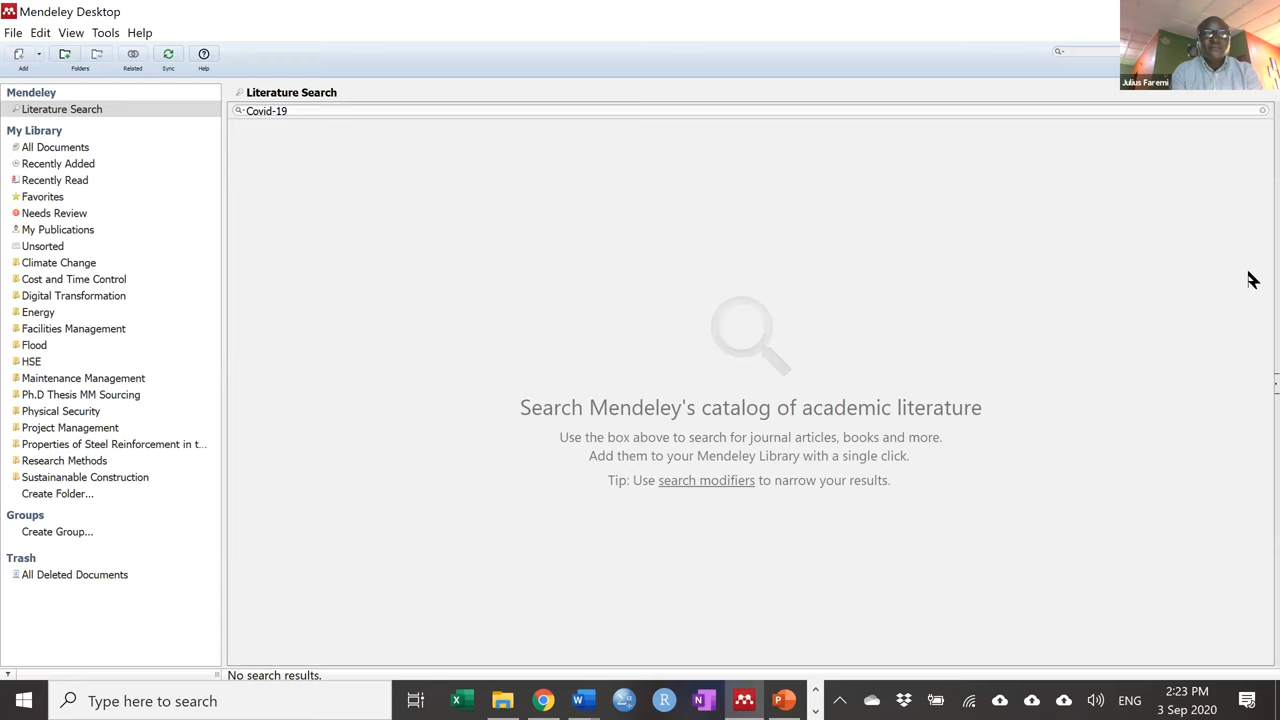 Mendeley Desktop
File Edit View Tools Help
Add Folders Related Sync Help
Julius Faremi
Mendeley
Literature Search
My Library
All Documents
Recently Added
Recently Read
Favorites
Needs Review
My Publications
Unsorted
Climate Change
Cost and Time Control
Digital Transformation
Energy
Facilities Management
Flood
HSE
Maintenance Management
Ph.D Thesis MM Sourcing
Physical Security
Project Management
Properties of Steel Reinforcement in t...
Research Methods
Sustainanable Construction
Create Folder...
Groups
Create Group...
Trash
All Deleted Documents
Literature Search
Covid-19
Search Mendeley's catalog of academic literature
Use the box above to search for journal articles, books and more.
Add them to your Mendeley Library with a single click.
Tip: Use search modifiers to narrow your results.
No search results.
Type here to search
ENG
2:23 PM
3 Sep 2020